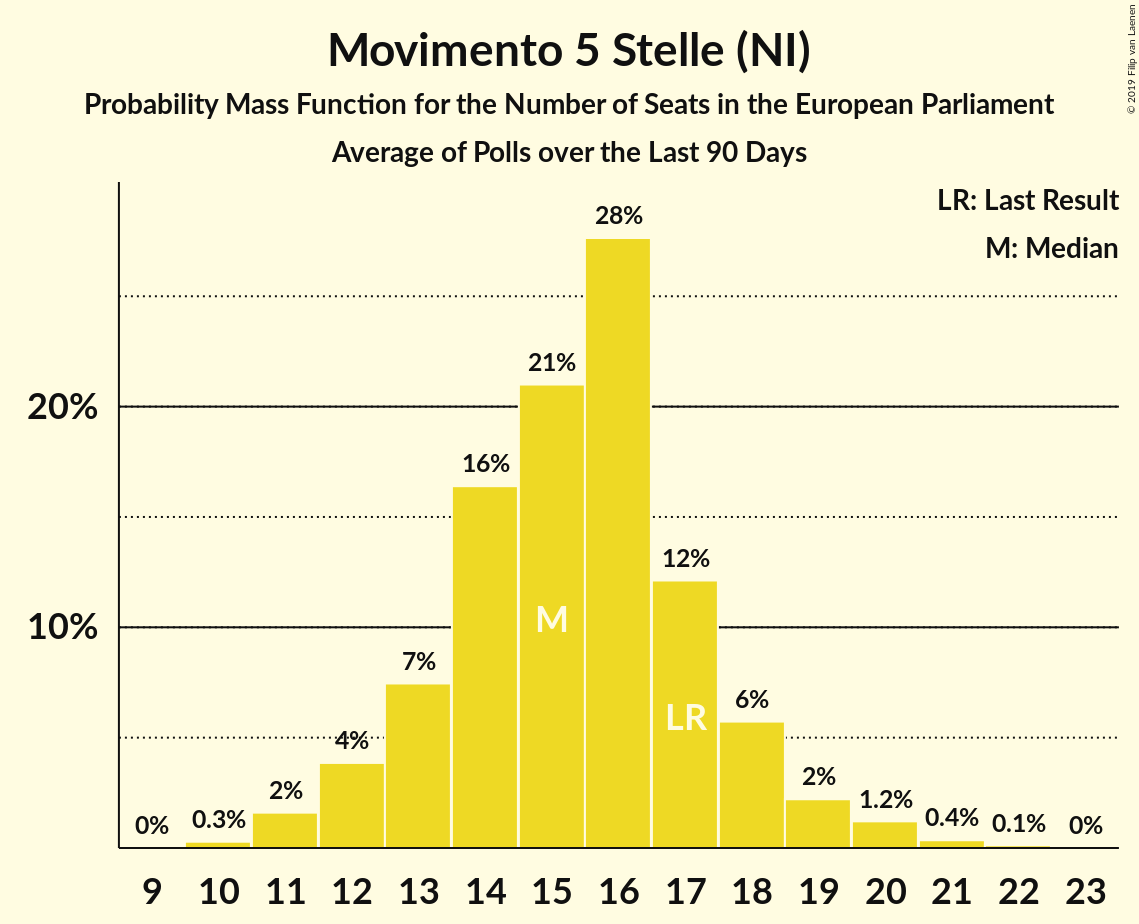 Movimento 5 Stelle (NI)
Probability Mass Function for the Number of Seats in the European Parliament
Average of Polls over the Last 90 Days
© 2019 Filip van Laenen
LR: Last Result
M: Median
28%
21%
20%
16%
12%
10%
M
7%
LR
6%
4%
2%
2%
1.2%
0%
0.3%
0.4%
0.1%
0%
9 10 11 12 13 14 15 16 17 18 19 20 21 22 23